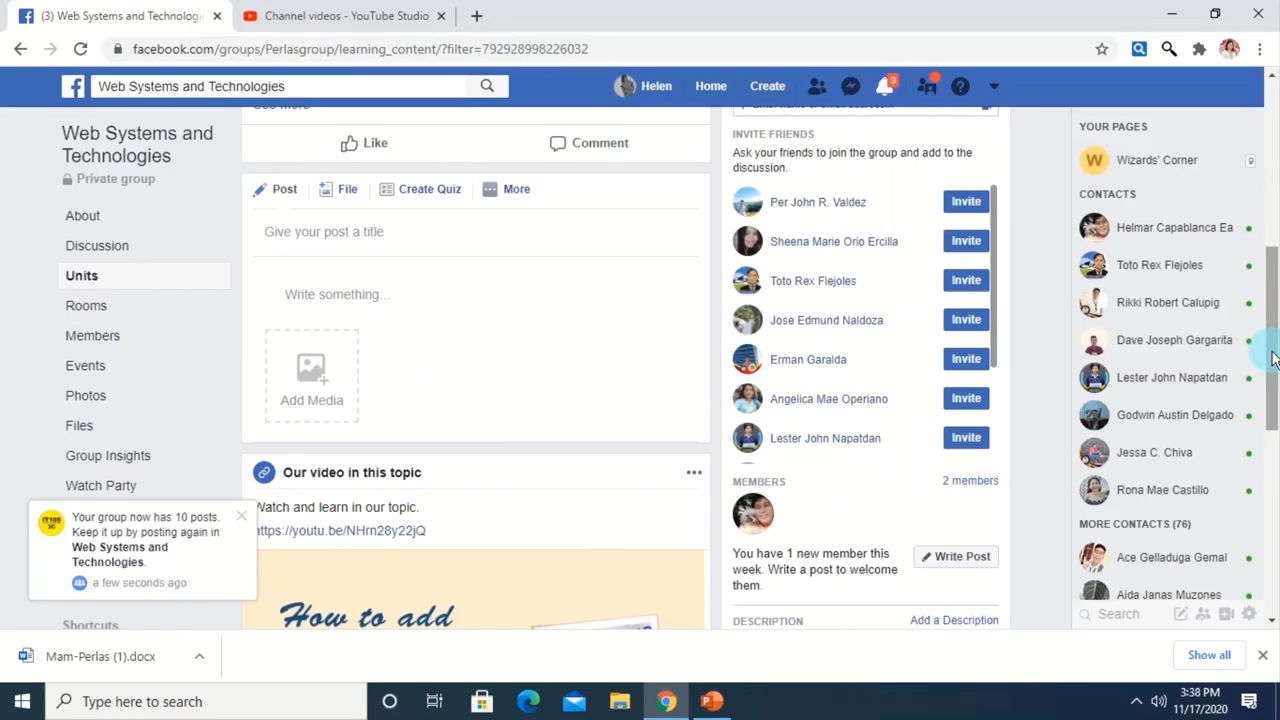 (3) Web Systems and Technologi
Channel videos - YouTube Studio
facebook.com/groups/Perlasgroup/learning_content/?filter=792928998226032
Web Systems and Technologies
Helen
Home
Create
3
Web Systems and
Technologies
Private group
About
Discussion
Units
Rooms
Members
Events
Photos
Files
Group Insights
Watch Party
Shortcuts
Your group now has 10 posts.
Keep it up by posting again in
Web Systems and
Technologies.
a few seconds ago
See More
Like
Comment
Post
File
Create Quiz
More
Give your post a title
Write something...
Add Media
Our video in this topic
Watch and learn in our topic.
https://youtu.be/NHrn28y22jQ
How to add
INVITE FRIENDS
Ask your friends to join the group and add to the
discussion.
Per John R. Valdez
Invite
Sheena Marie Orio Ercilla
Invite
Toto Rex Flejoles
Invite
Jose Edmund Naldoza
Invite
Erman Garalda
Invite
Angelica Mae Operiano
Invite
Lester John Napatdan
Invite
MEMBERS
2 members
You have 1 new member this
week. Write a post to welcome
them.
Write Post
DESCRIPTION
Add a Description
YOUR PAGES
W
Wizards' Corner
9
CONTACTS
Helmar Capablanca Ea
Toto Rex Flejoles
Rikki Robert Calupig
Dave Joseph Gargarita
Lester John Napatdan
Godwin Austin Delgado
Jessa C. Chiva
Rona Mae Castillo
MORE CONTACTS (76)
Ace Gelladuga Gemal
Aida Janas Muzones
Search
Mam-Perlas (1).docx
Show all
Type here to search
3:38 PM
11/17/2020